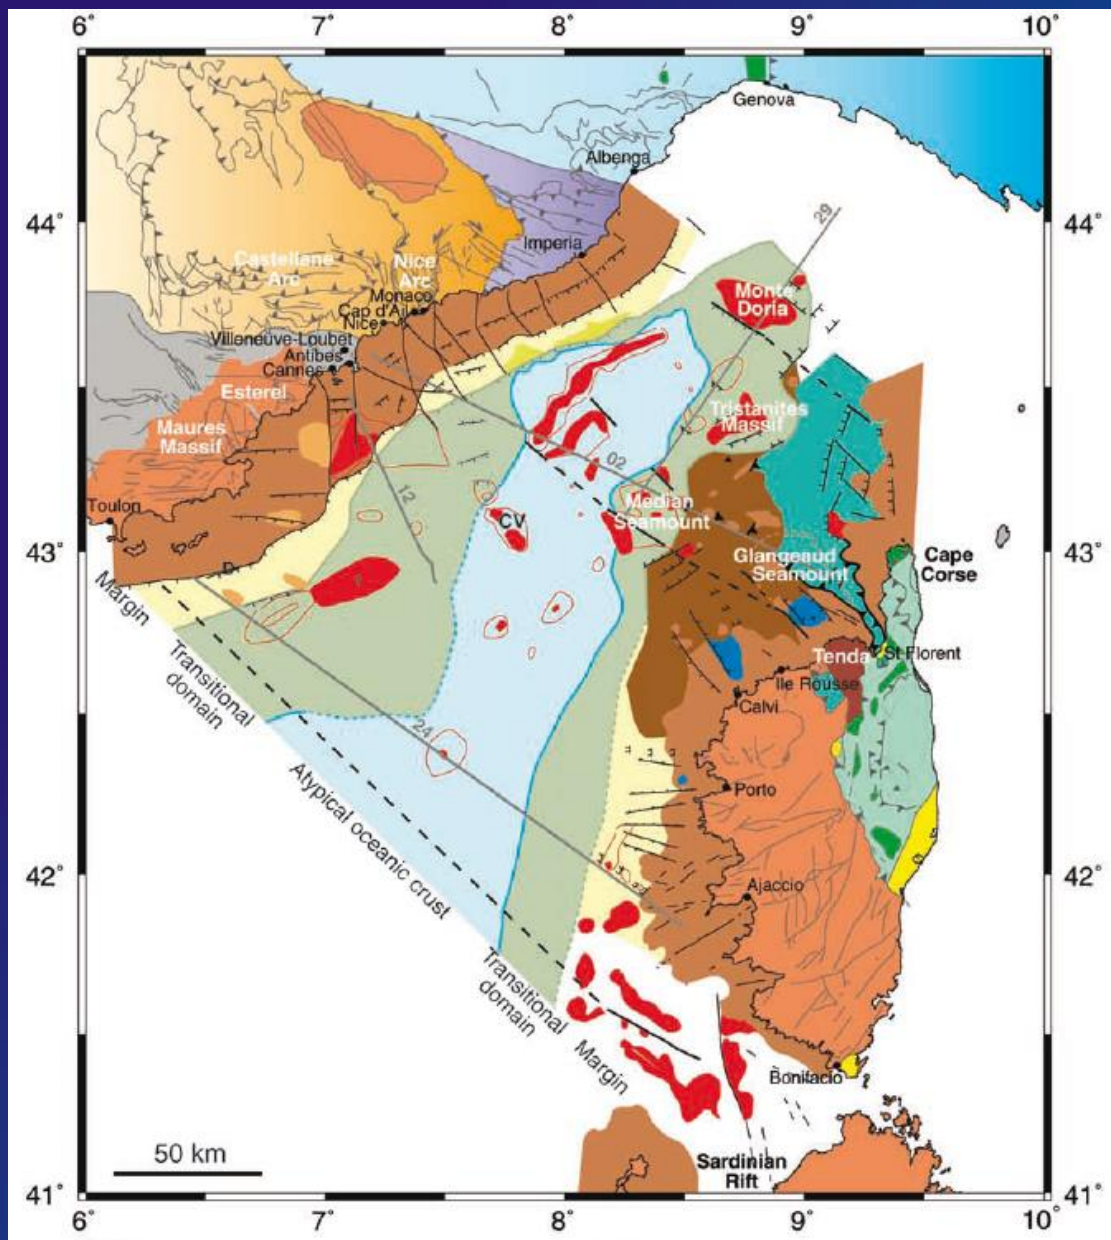 6°
7°
8°
9°
10°
Genova
Albenga
44°
44°
29
Castellane
Arc
Nice
Arc
Imperia
Monaco
Cap d'Ail
Nice
Monte
Doria
Villeneuve-Loubet
Antibes
Cannes
Esterel
Maures
Massif
Tristanites
Massif
02
12
Toulon
CV
Median
Seamount
43°
43°
Glangeaud
Seamount
Cape
Corse
D
P
Margin
Tenda
St Florent
Ile Rousse
Calvi
Transitional
domain
24
Porto
Atypical oceanic crust
42°
42°
Ajaccio
Transitional
domain
Margin
Bonifacio
50 km
Sardinian
Rift
41°
41°
6°
7°
8°
9°
10°